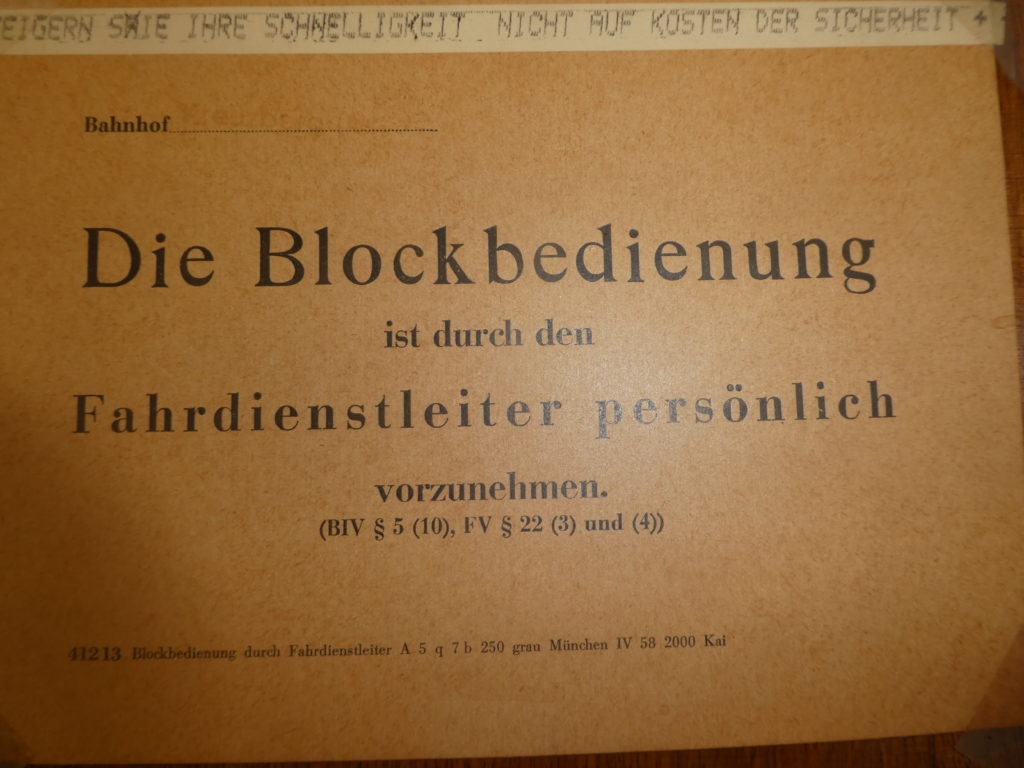 EIGERN SWIE IHRE SCHNELLIGKEIT NICHT AUF KOSTEN DER SICHERHEIT +
Bahnhof
Die Blockbedienung
ist durch den
Fahrdienstleiter persönlich
vorzunehmen.
(BIV § 5 (10), FV § 22 (3) und (4))
41213 Blockbedienung durch Fahrdienstleiter A 5 q 7 b 250 grau München IV 58 2000 Kai